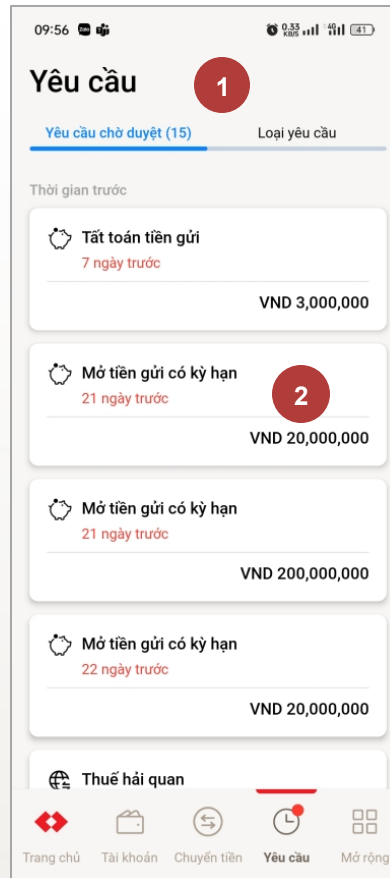 09:56 Zalo 0.33 KB/S 4G 41
Yêu cầu
1
Yêu cầu chờ duyệt (15) Loại yêu cầu
Thời gian trước
Tất toán tiền gửi
7 ngày trước
VND 3,000,000
Mở tiền gửi có kỳ hạn
21 ngày trước
2
VND 20,000,000
Mở tiền gửi có kỳ hạn
21 ngày trước
VND 200,000,000
Mở tiền gửi có kỳ hạn
22 ngày trước
VND 20,000,000
Thuế hải quan
Trang chủ Tài khoản Chuyển tiền Yêu cầu Mở rộng